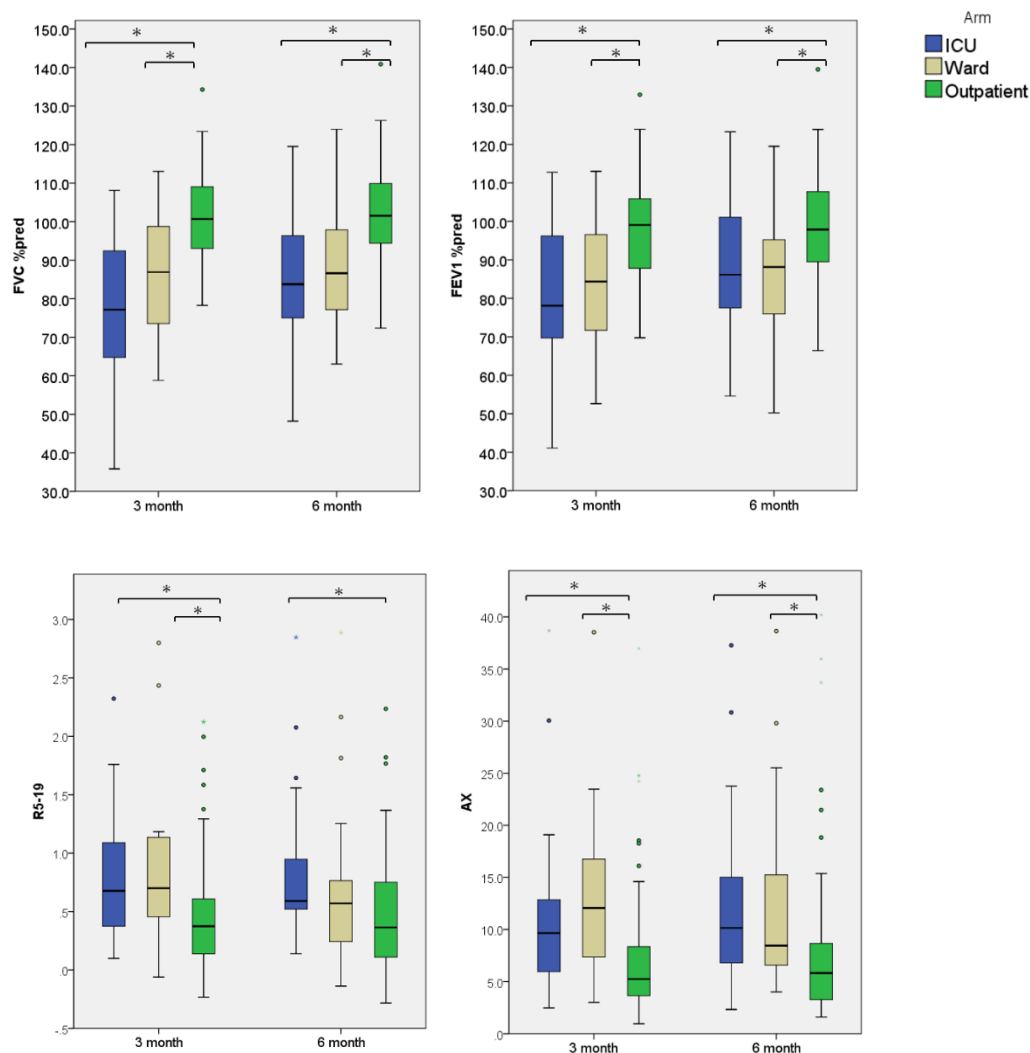 Arm
ICU
Ward
Outpatient
150.0
140.0
130.0
120.0
110.0
100.0
90.0
80.0
70.0
60.0
50.0
40.0
30.0
FVC %pred
* * * *
3 month 6 month
150.0
140.0
130.0
120.0
110.0
100.0
90.0
80.0
70.0
60.0
50.0
40.0
30.0
FEV1 %pred
* * * *
3 month 6 month
3.0
2.5
2.0
1.5
1.0
.5
.0
-.5
R5-19
* * *
3 month 6 month
40.0
35.0
30.0
25.0
20.0
15.0
10.0
5.0
.0
AX
* * * *
3 month 6 month